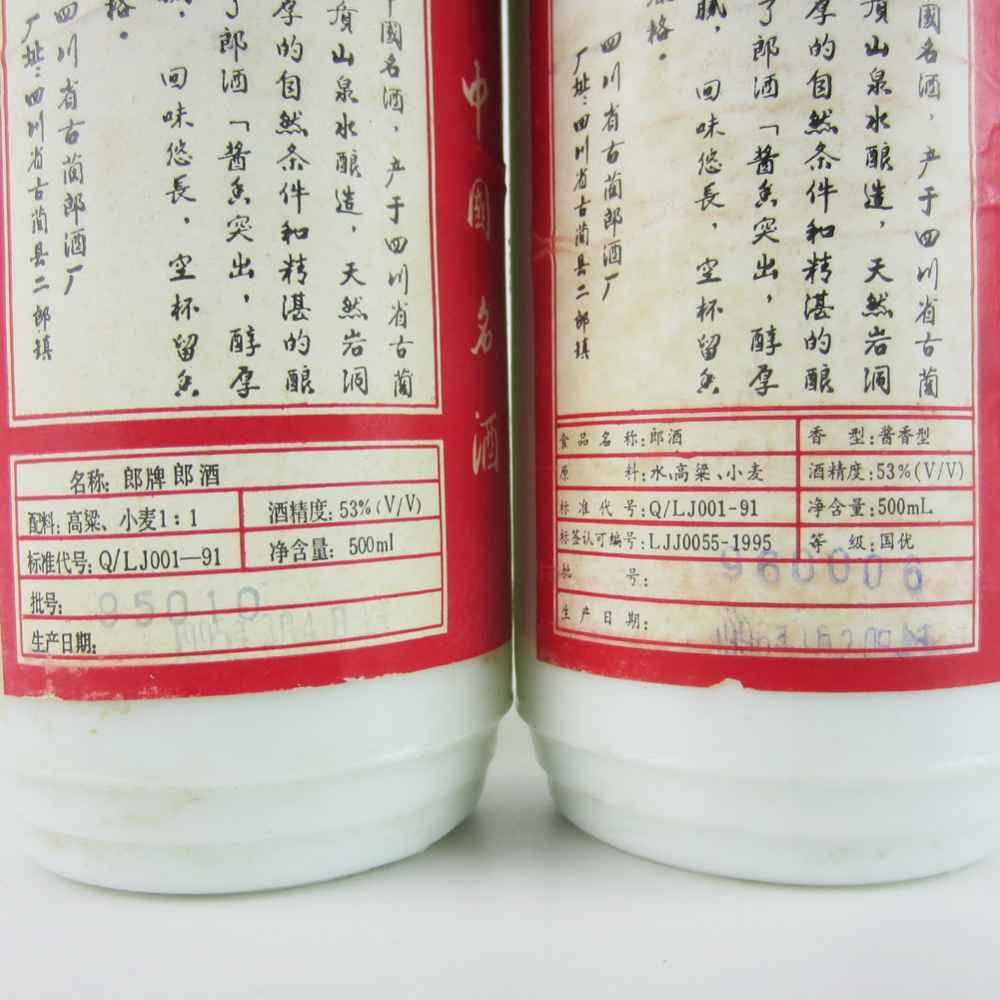 中國名酒
國名酒，产于四川省古蔺
山泉水酿造，天然岩洞
厚的自然条件和精湛的酿
了郎酒「酱香突出，醇厚
腻，回味悠長，空杯留香
格。
四川省古蔺郎酒厂
厂址：四川省古蔺县二郎镇
名称：郎牌郎酒
配料：高粱、小麦1：1 酒精度：53%(V/V)
标准代号：Q/LJ001—91 净含量：500ml
批号：95010
生产日期：
國名酒，产于四川省古蔺
顶山泉水酿造，天然岩洞
厚的自然条件和精湛的酿
了郎酒「酱香突出，醇厚
腻，回味悠長，空杯留香
格。
四川省古蔺郎酒厂
厂址：四川省古蔺县二郎镇
食品名称：郎酒 香型：酱香型
原料：水、高粱、小麦 酒精度：53%(V/V)
标准代号：Q/LJ001-91 净含量：500mL
标签认可编号：LJJ0055-1995 等级：国优
批号：960006
生产日期：